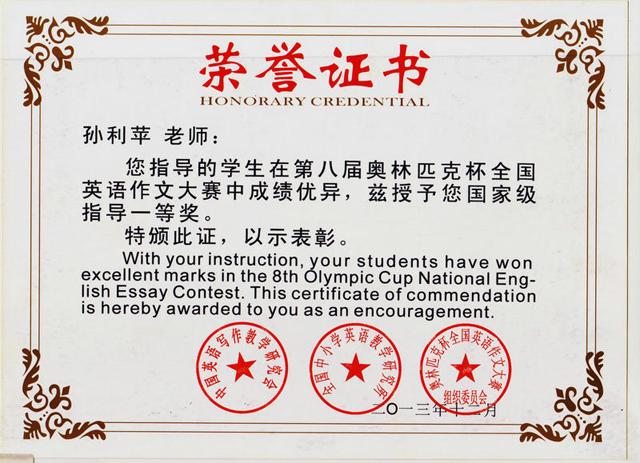 荣誉证书
HONORARY CREDENTIAL
孙利苹 老师：
您指导的学生在第八届奥林匹克杯全国
英语作文大赛中成绩优异，兹授予您国家级
指导一等奖。
特颁此证，以示表彰。
With your instruction, your students have won
excellent marks in the 8th Olympic Cup National Eng-
lish Essay Contest. This certificate of commendation
is hereby awarded to you as an encouragement.
中国英语写作教学研究会
全国中小学英语教学研究所
奥林匹克杯全国英语作文大赛
组织委员会
二〇一三年十二月